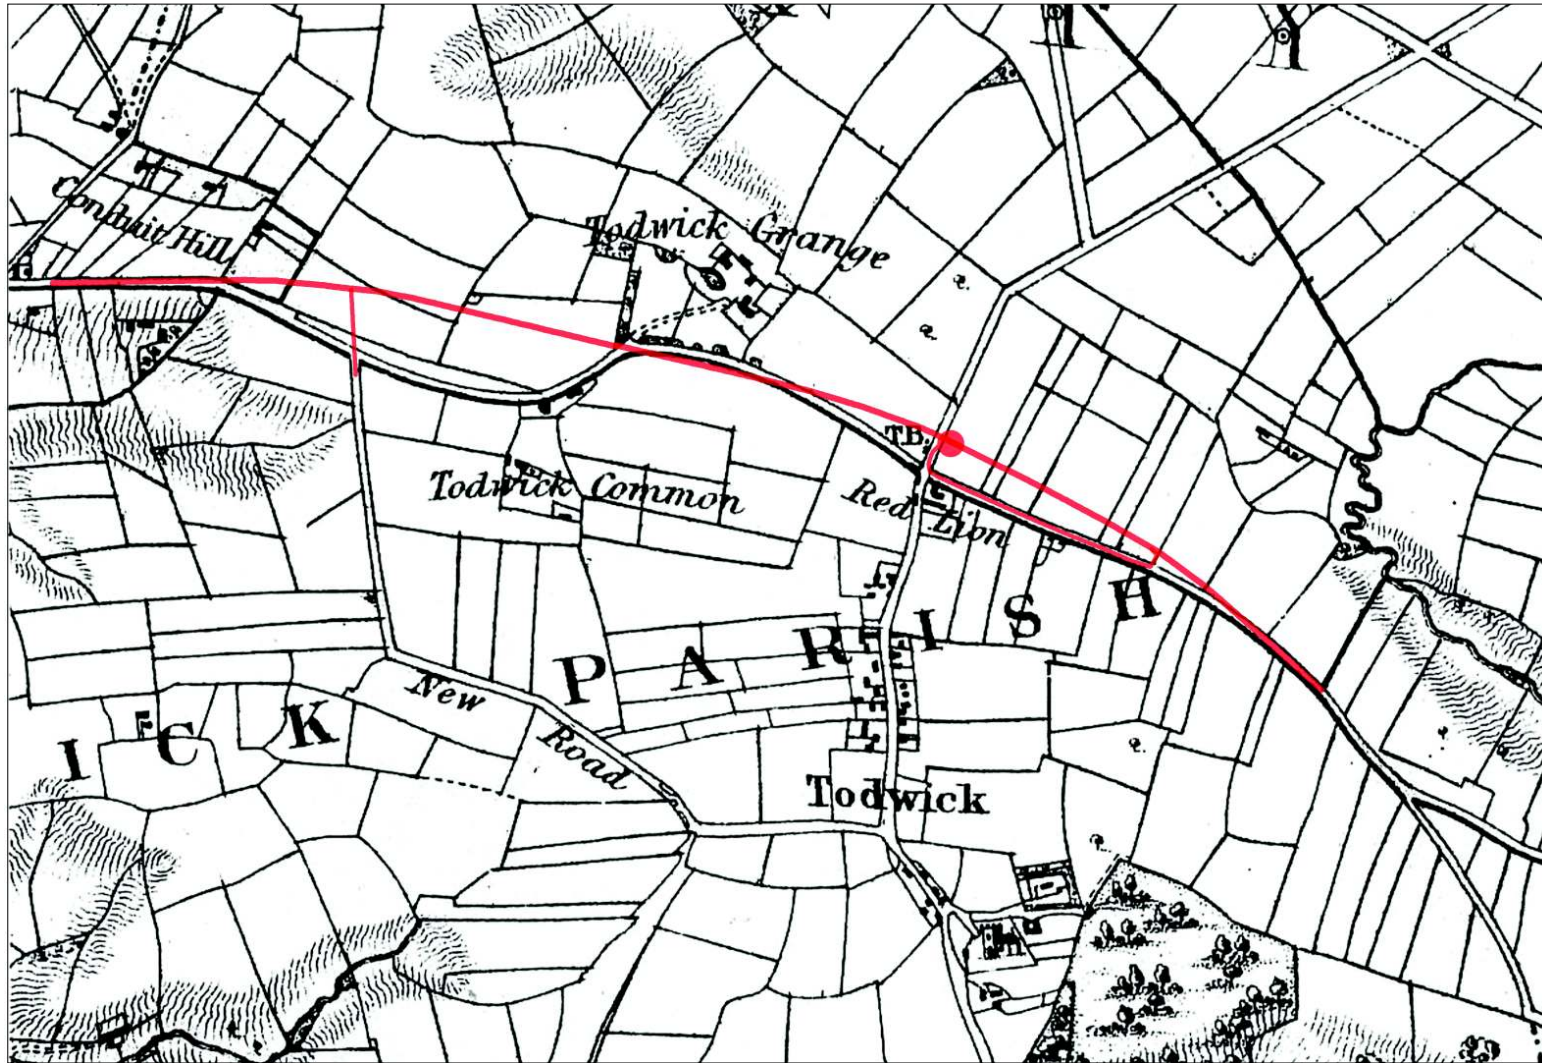 Conduit Hill
Todwick Grange
T.B.
Todwick Common
Red Lion
PARISH
New
Road
ICK
Todwick